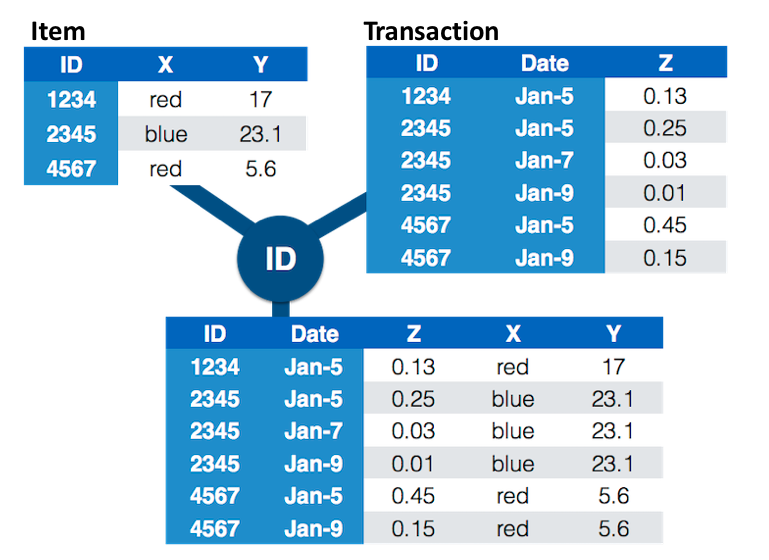 Item
ID X Y
1234 red 17
2345 blue 23.1
4567 red 5.6
Transaction
ID Date Z
1234 Jan-5 0.13
2345 Jan-5 0.25
2345 Jan-7 0.03
2345 Jan-9 0.01
4567 Jan-5 0.45
4567 Jan-9 0.15
ID
ID Date Z X Y
1234 Jan-5 0.13 red 17
2345 Jan-5 0.25 blue 23.1
2345 Jan-7 0.03 blue 23.1
2345 Jan-9 0.01 blue 23.1
4567 Jan-5 0.45 red 5.6
4567 Jan-9 0.15 red 5.6